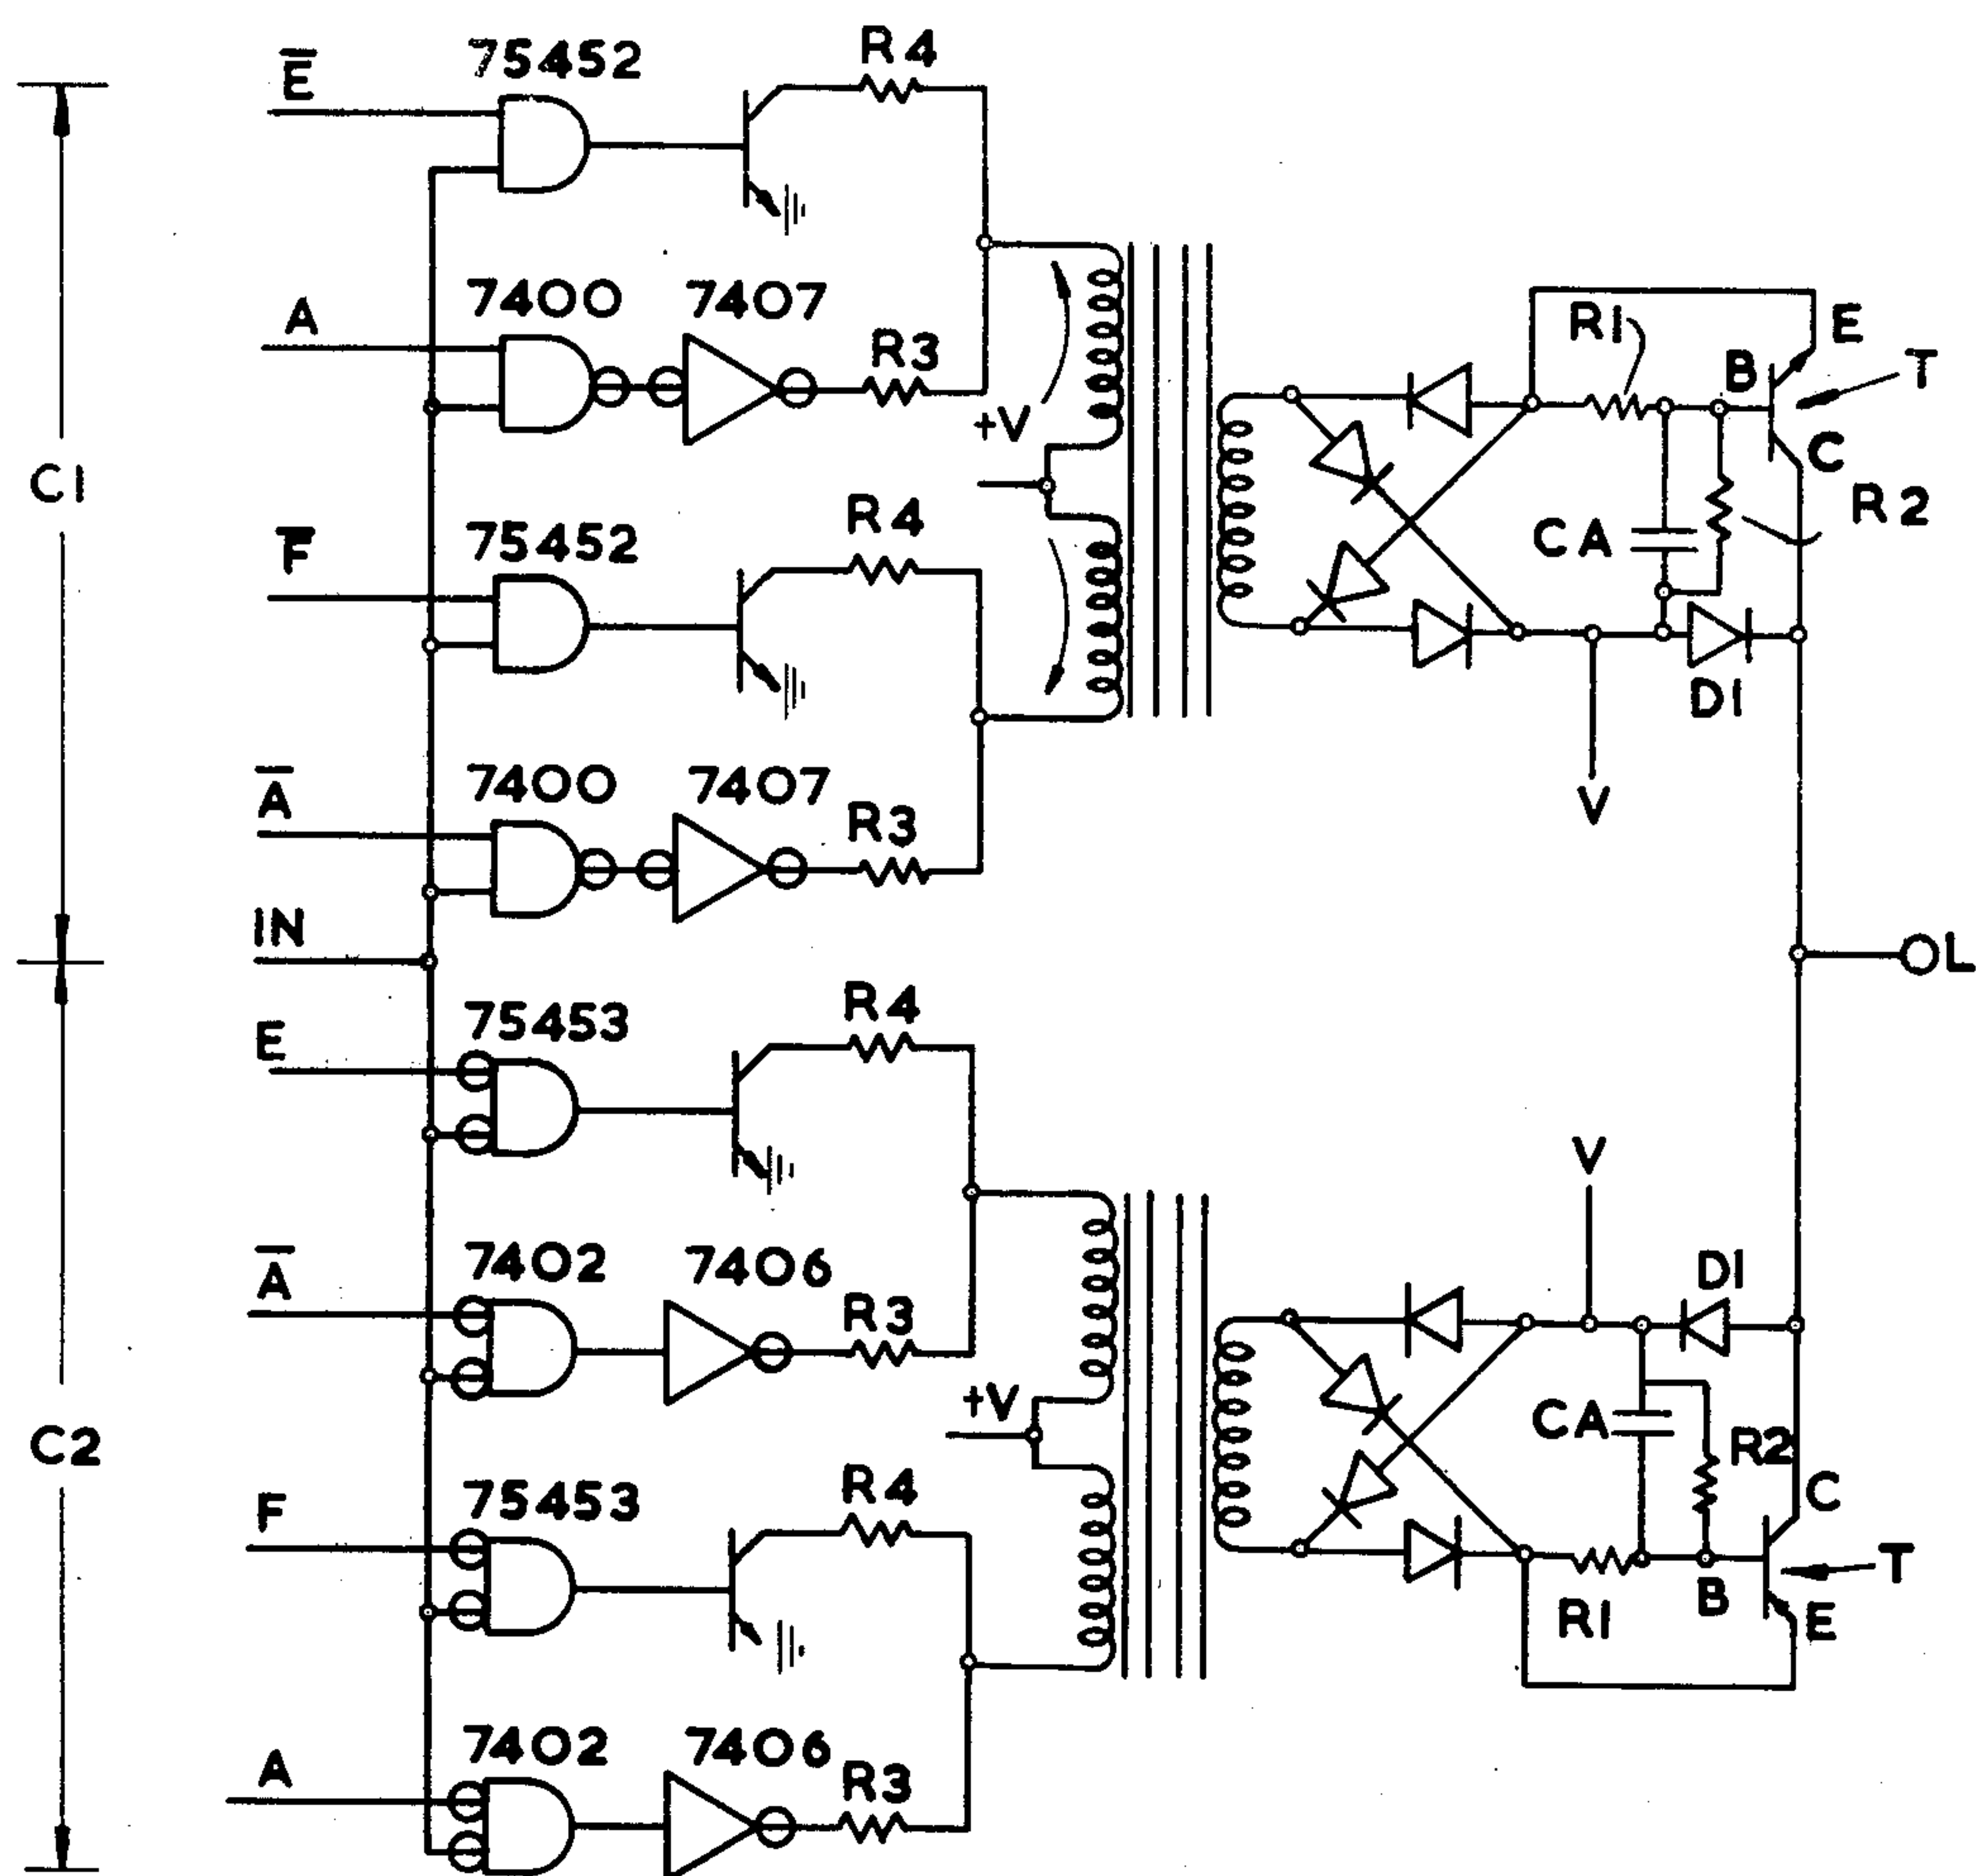 E̅ 75452 R4
A 7400 7407 R3
+V
C1
F̅ 75452 R4
A̅ 7400 7407 R3
IN
R1 B E T
C
CA R2
D1
V
OL
E 75453 R4
A̅ 7402 7406 R3
+V
C2
F 75453 R4
A 7402 7406 R3
V
D1
CA R2
C
R1 B E T